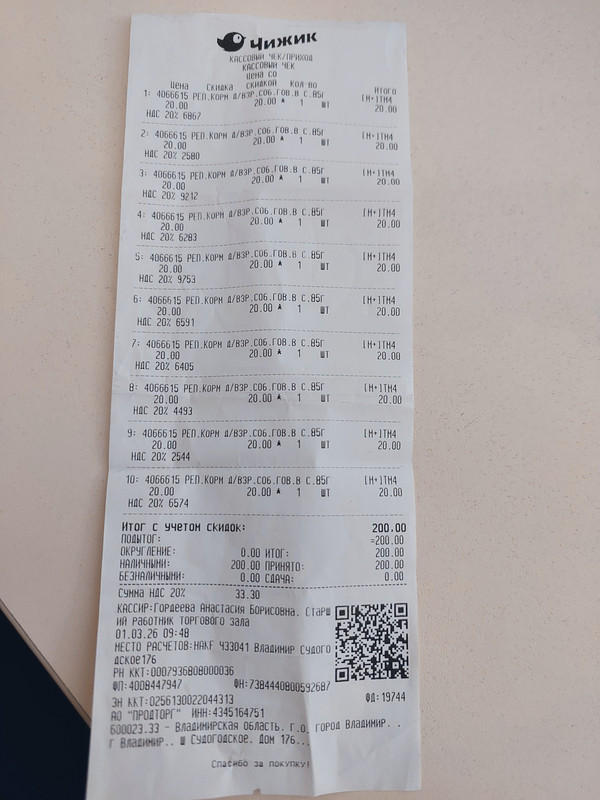 Чижик
КАССОВЫЙ ЧЕК/ПРИХОД
КАССОВЫЙ ЧЕК
ЦЕНА СО
ЦЕНА СКИДКА СКИДКОЙ КОЛ-ВО ИТОГО
1: 4066615 РЕП.КОРМ Д/ВЗР.СОБ.ГОВ.В С.85Г [М+]ТМ4
20.00 20.00 * 1 ШТ 20.00
НДС 20% 6867
2: 4066615 РЕП.КОРМ Д/ВЗР.СОБ.ГОВ.В С.85Г [М+]ТМ4
20.00 20.00 * 1 ШТ 20.00
НДС 20% 2580
3: 4066615 РЕП.КОРМ Д/ВЗР.СОБ.ГОВ.В С.85Г [М+]ТМ4
20.00 20.00 * 1 ШТ 20.00
НДС 20% 9212
4: 4066615 РЕП.КОРМ Д/ВЗР.СОБ.ГОВ.В С.85Г [М+]ТМ4
20.00 20.00 * 1 ШТ 20.00
НДС 20% 6283
5: 4066615 РЕП.КОРМ Д/ВЗР.СОБ.ГОВ.В С.85Г [М+]ТМ4
20.00 20.00 * 1 ШТ 20.00
НДС 20% 9753
6: 4066615 РЕП.КОРМ Д/ВЗР.СОБ.ГОВ.В С.85Г [М+]ТМ4
20.00 20.00 * 1 ШТ 20.00
НДС 20% 6591
7: 4066615 РЕП.КОРМ Д/ВЗР.СОБ.ГОВ.В С.85Г [М+]ТМ4
20.00 20.00 * 1 ШТ 20.00
НДС 20% 6405
8: 4066615 РЕП.КОРМ Д/ВЗР.СОБ.ГОВ.В С.85Г [М+]ТМ4
20.00 20.00 * 1 ШТ 20.00
НДС 20% 4493
9: 4066615 РЕП.КОРМ Д/ВЗР.СОБ.ГОВ.В С.85Г [М+]ТМ4
20.00 20.00 * 1 ШТ 20.00
НДС 20% 2544
10: 4066615 РЕП.КОРМ Д/ВЗР.СОБ.ГОВ.В С.85Г [М+]ТМ4
20.00 20.00 * 1 ШТ 20.00
НДС 20% 6574
ИТОГ С УЧЕТОМ СКИДОК: 200.00
ПОДЫТОГ: =200.00
ОКРУГЛЕНИЕ: 0.00 ИТОГ: 200.00
НАЛИЧНЫМИ: 200.00 ПРИНЯТО: 200.00
БЕЗНАЛИЧНЫМИ: 0.00 СДАЧА: 0.00
СУММА НДС 20% 33.30
КАССИР:Гордеева Анастасия Борисовна. Старш
ий работник торгового зала
01.03.26 09:48
МЕСТО РАСЧЕТОВ:НАКF Ч33041 Владимир Судого
дское176
РН ККТ:0007936808000036
ФП:4008447947 ФН:7384440800592687
ЗН ККТ:0256130022044313 ФД:19744
АО "ПРОДТОРГ" ИНН:4345164751
600023.33 - Владимирская область. г.о. город Владимир. .
г Владимир.. Ш Судогодское. Дом 176...
Спасибо за покупку!